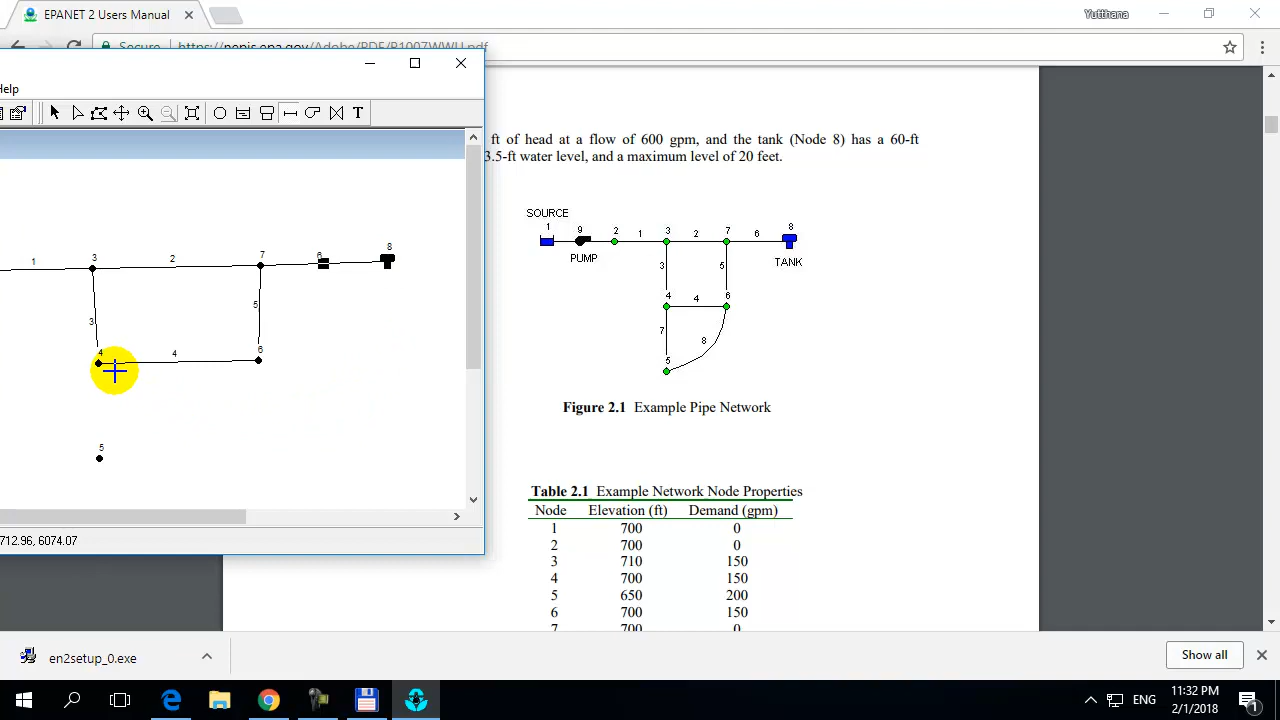 EPANET 2 Users Manual
Yutthana
Secure
https://nepis.epa.gov/Adobe/PDF/P1007WWU.pdf
Help
T
ft of head at a flow of 600 gpm, and the tank (Node 8) has a 60-ft
3.5-ft water level, and a maximum level of 20 feet.
SOURCE
1 9 2 1 3 2 7 6 8
PUMP
TANK
3 5
4 4 6
7 8
5
Figure 2.1 Example Pipe Network
1 3 2 7 6 8
3 5
4 4 6
5
712.96, 6074.07
Table 2.1 Example Network Node Properties
Node Elevation (ft) Demand (gpm)
1 700 0
2 700 0
3 710 150
4 700 150
5 650 200
6 700 150
7 700 0
en2setup_0.exe
Show all
ENG
11:32 PM
2/1/2018
1